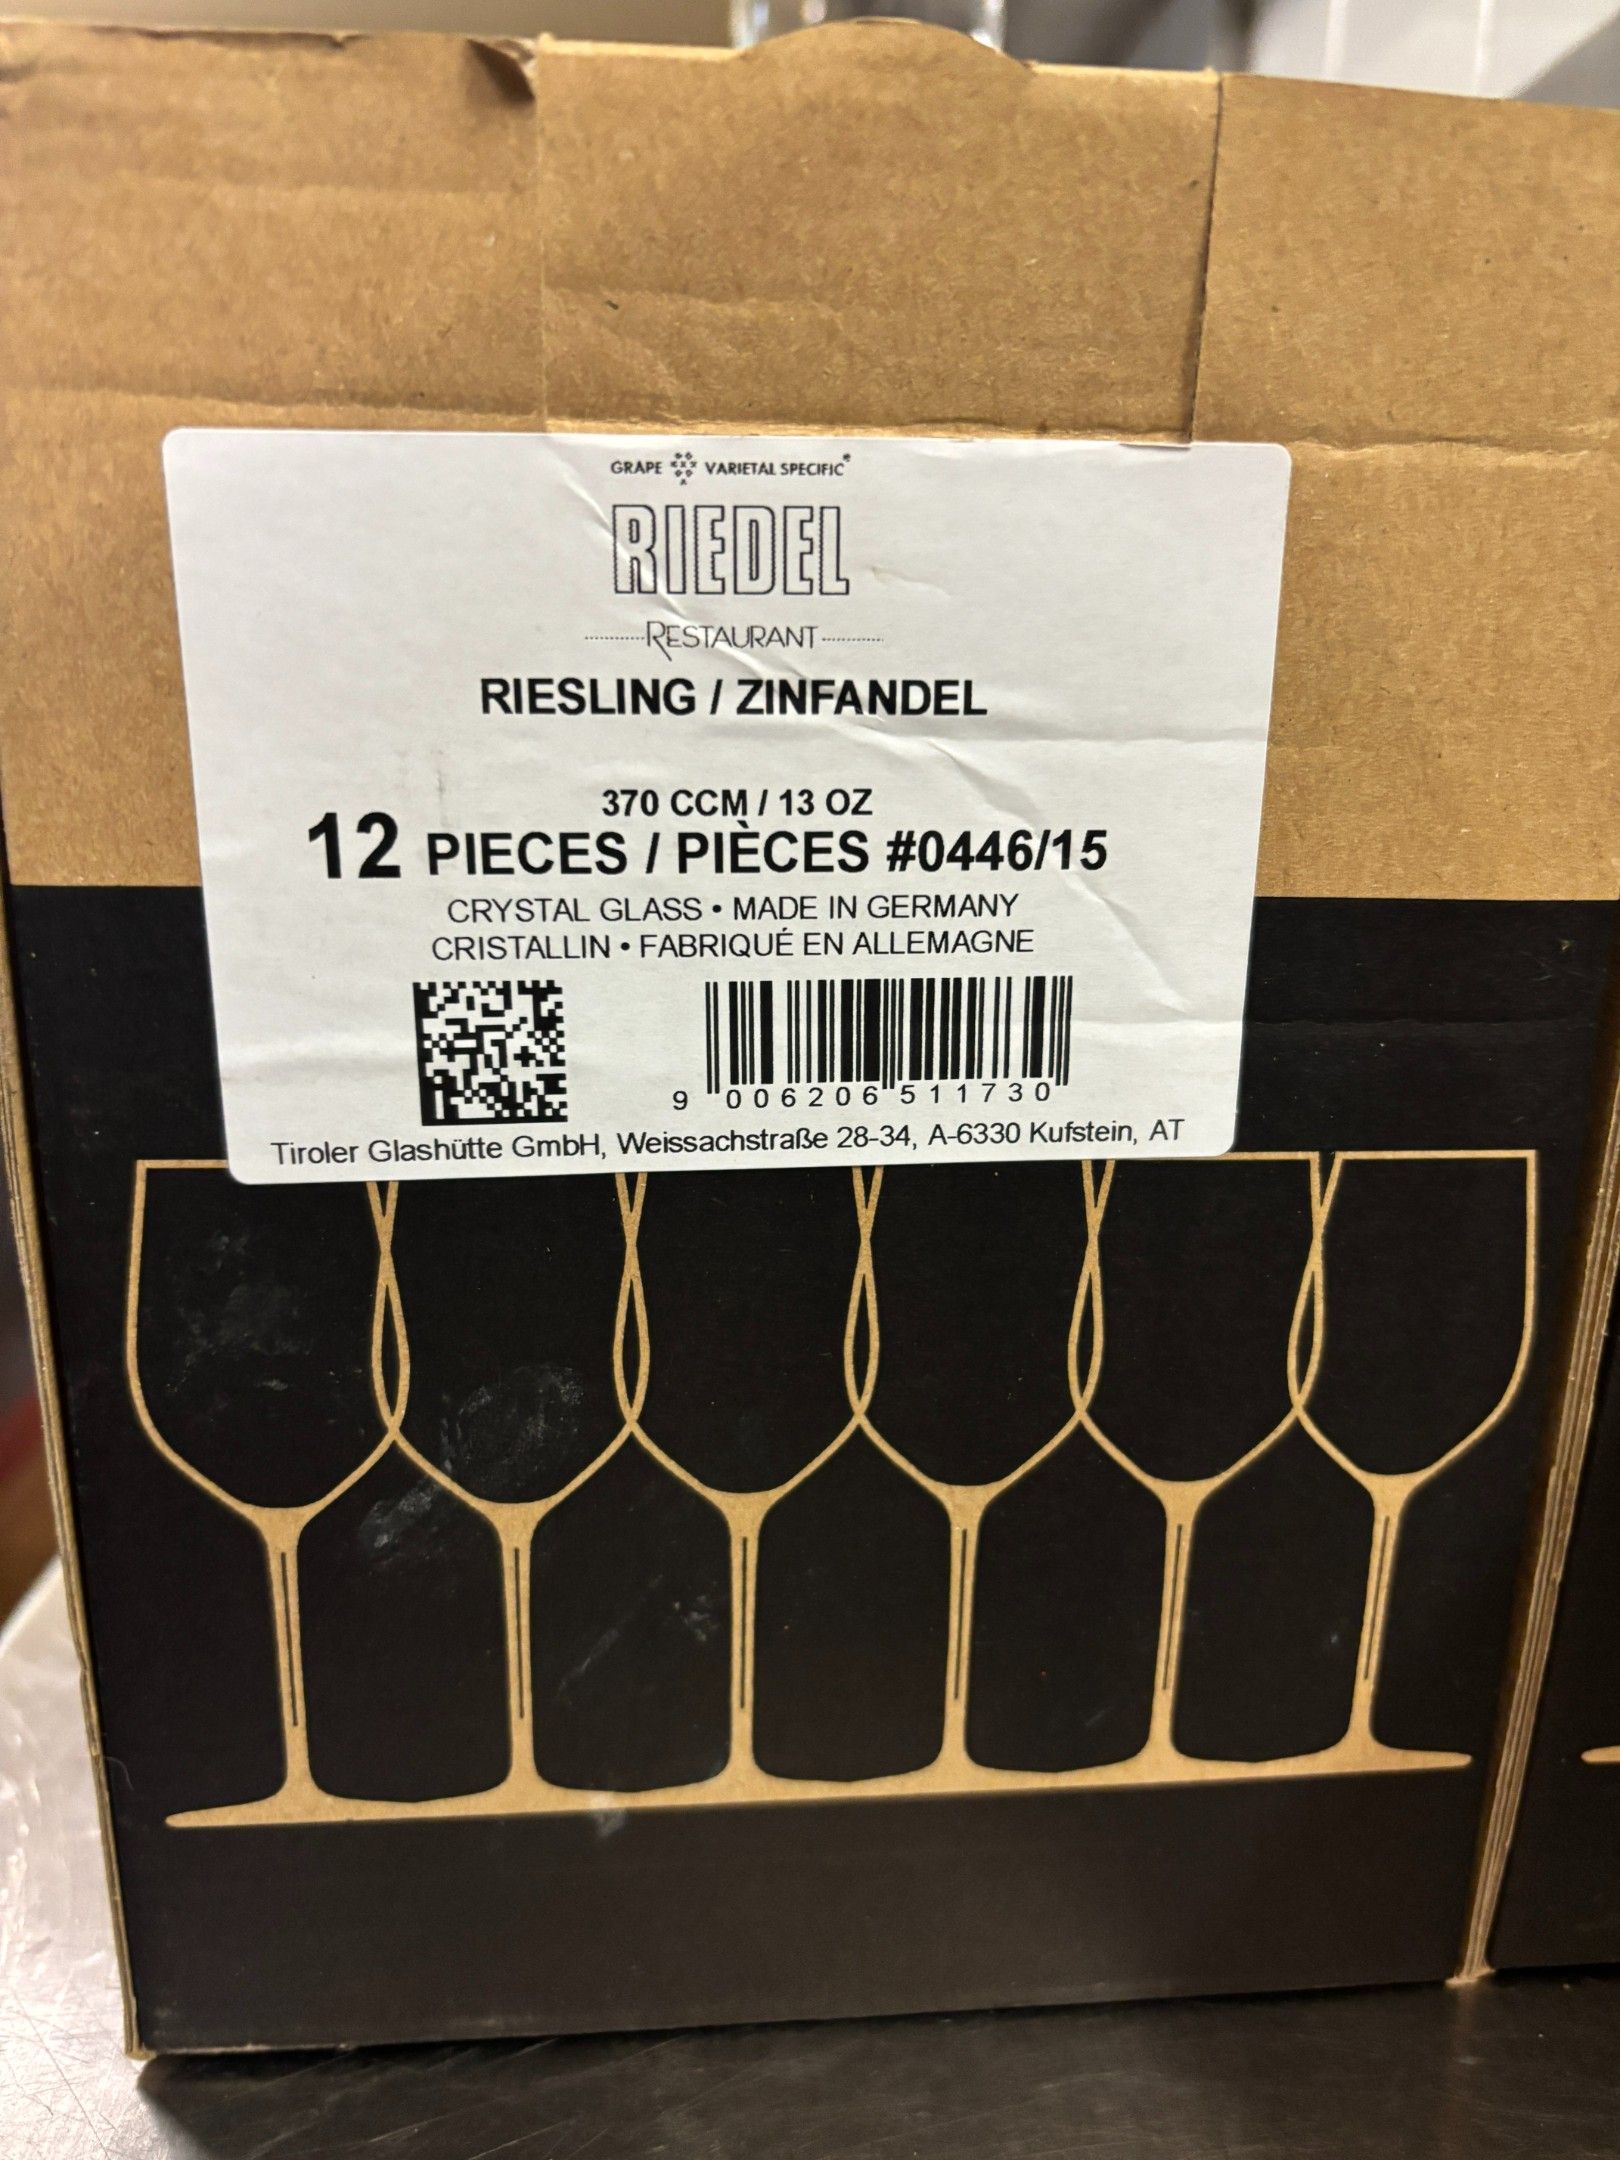 GRAPE VARIETAL SPECIFIC®
RIEDEL
RESTAURANT
RIESLING / ZINFANDEL
370 CCM / 13 OZ
12 PIECES / PIÈCES #0446/15
CRYSTAL GLASS • MADE IN GERMANY
CRISTALLIN • FABRIQUÉ EN ALLEMAGNE
9 006206 511730
Tiroler Glashütte GmbH, Weissachstraße 28-34, A-6330 Kufstein, AT